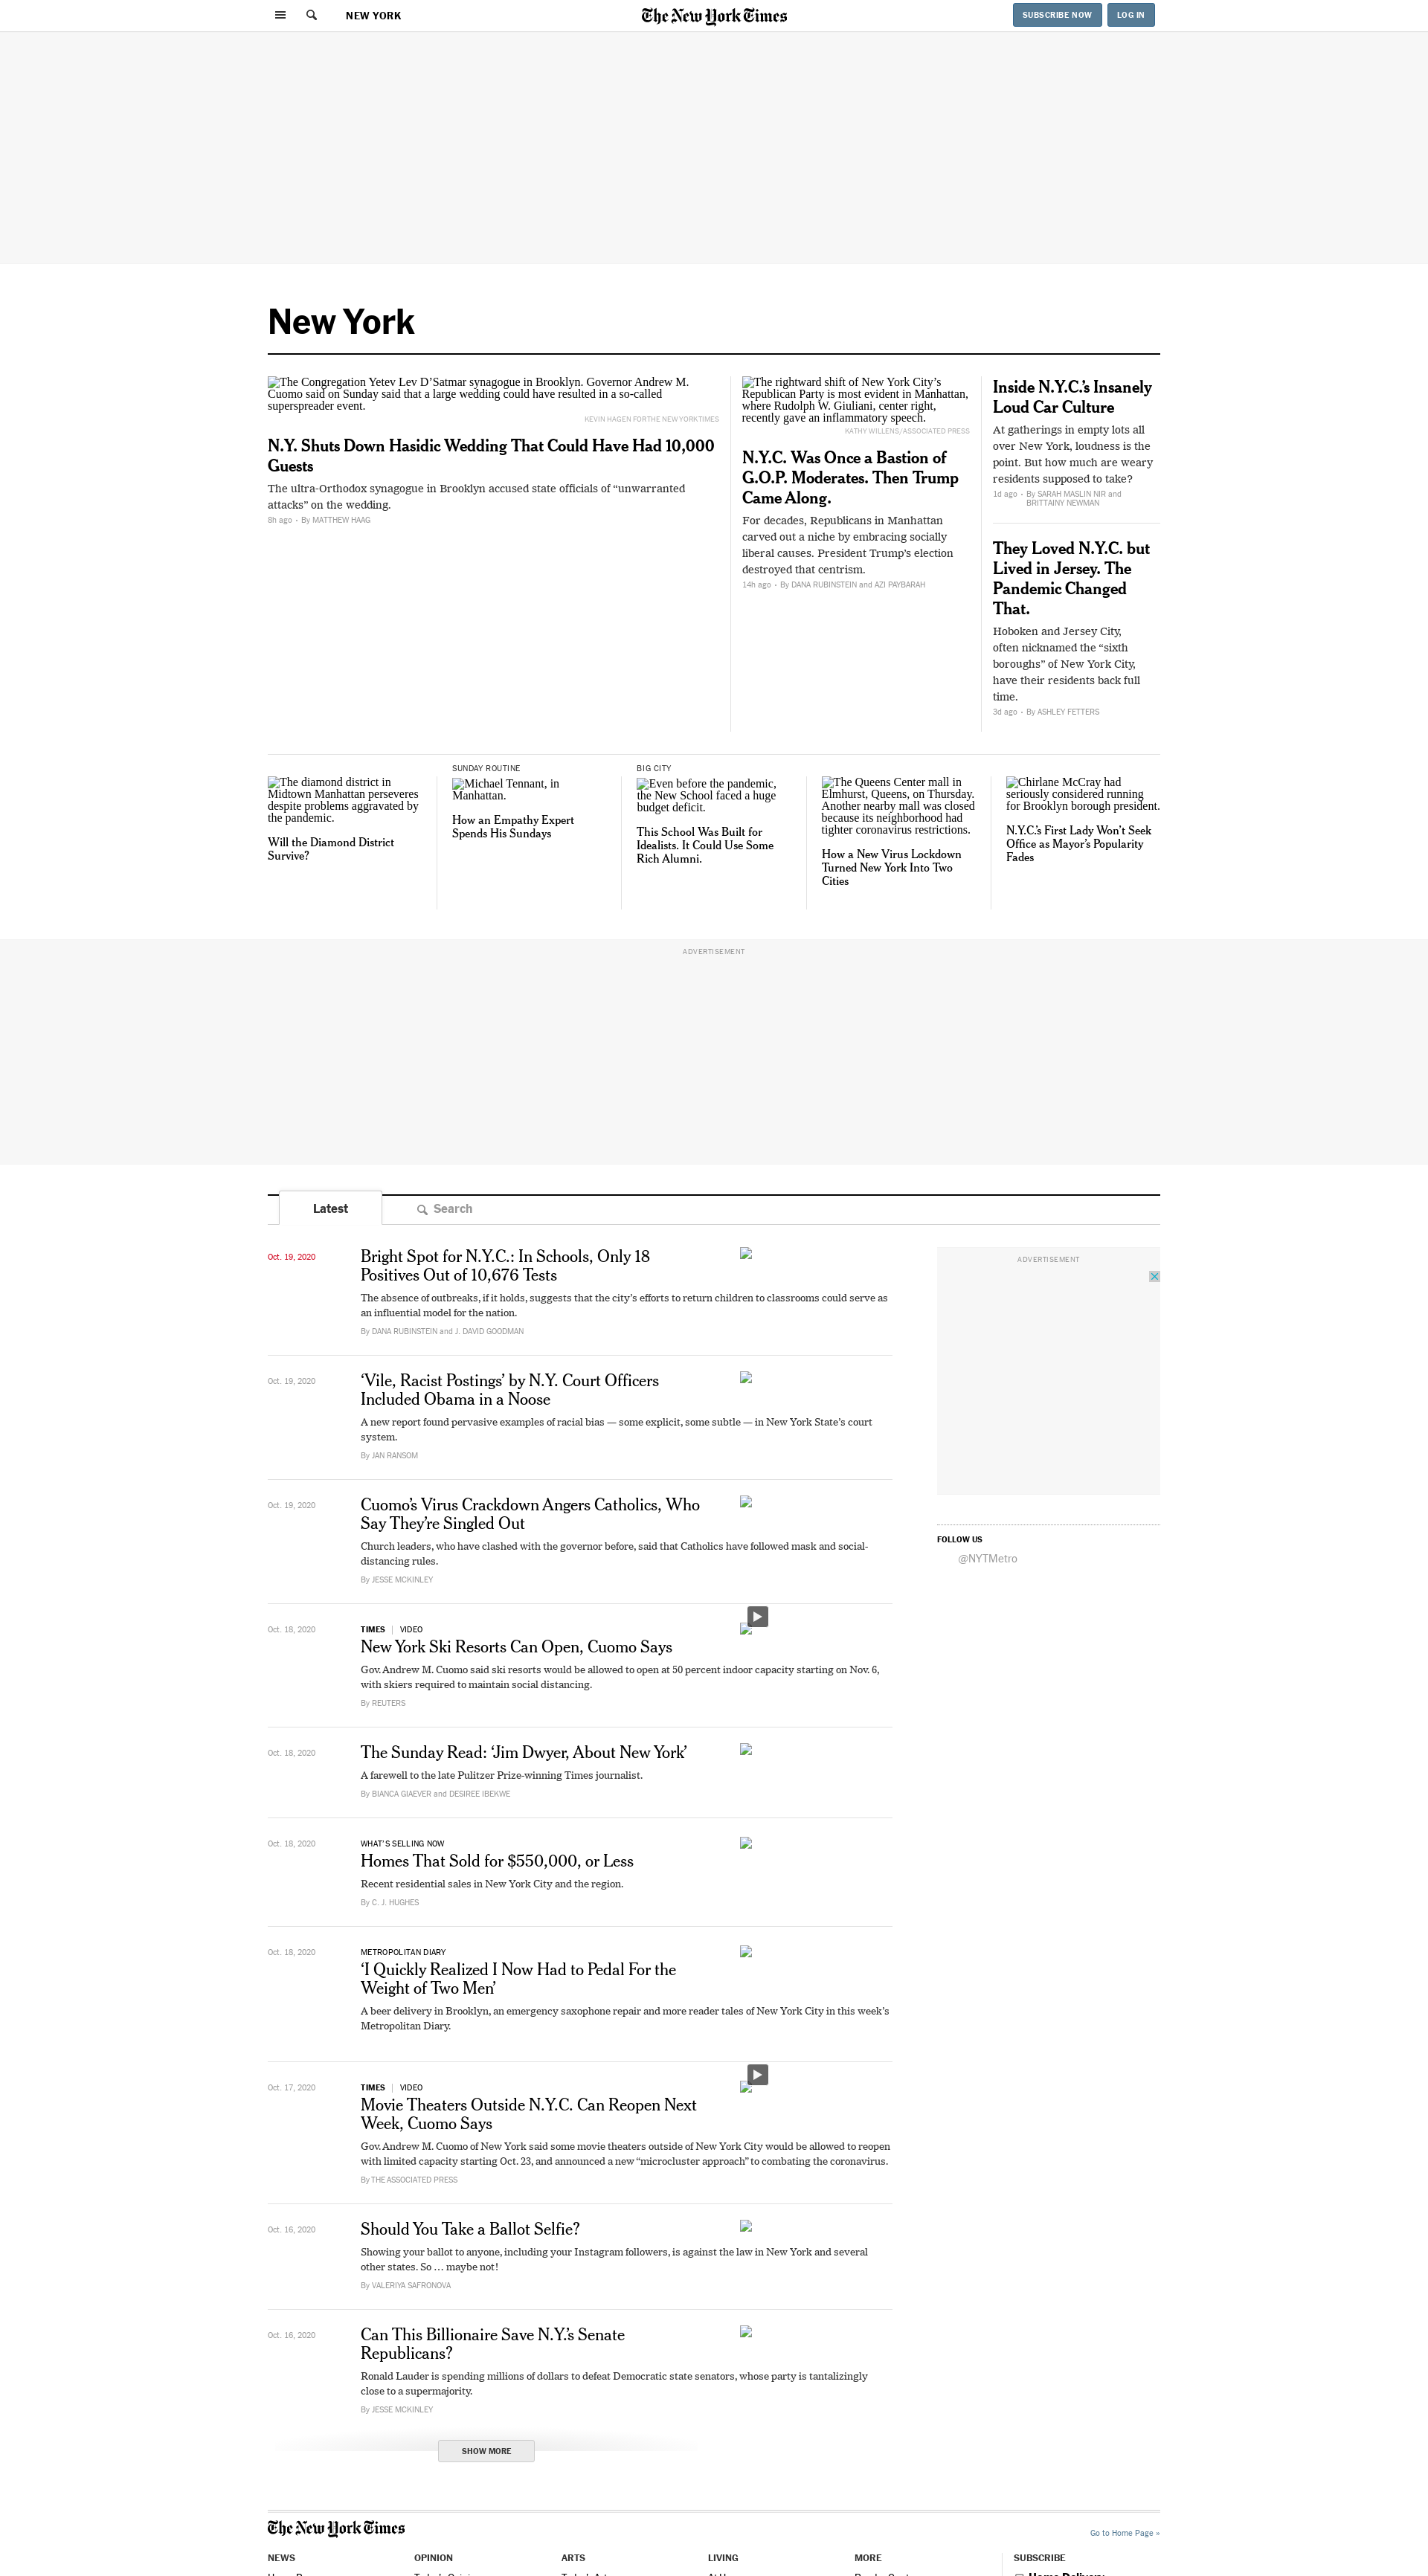 NEW YORK
The New York Times
SUBSCRIBE NOW
LOG IN
New York
The Congregation Yetev Lev D’Satmar synagogue in Brooklyn. Governor Andrew M.
Cuomo said on Sunday said that a large wedding could have resulted in a so-called
superspreader event.
KEVIN HAGEN FOR THE NEW YORK TIMES
N.Y. Shuts Down Hasidic Wedding That Could Have Had 10,000
Guests
The ultra-Orthodox synagogue in Brooklyn accused state officials of “unwarranted
attacks” on the wedding.
8h ago • By MATTHEW HAAG
The rightward shift of New York City’s
Republican Party is most evident in Manhattan,
where Rudolph W. Giuliani, center right,
recently gave an inflammatory speech.
KATHY WILLENS/ASSOCIATED PRESS
N.Y.C. Was Once a Bastion of
G.O.P. Moderates. Then Trump
Came Along.
For decades, Republicans in Manhattan
carved out a niche by embracing socially
liberal causes. President Trump’s election
destroyed that centrism.
14h ago • By DANA RUBINSTEIN and AZI PAYBARAH
Inside N.Y.C.’s Insanely
Loud Car Culture
At gatherings in empty lots all
over New York, loudness is the
point. But how much are weary
residents supposed to take?
1d ago • By SARAH MASLIN NIR and
BRITTAINY NEWMAN
They Loved N.Y.C. but
Lived in Jersey. The
Pandemic Changed
That.
Hoboken and Jersey City,
often nicknamed the “sixth
boroughs” of New York City,
have their residents back full
time.
3d ago • By ASHLEY FETTERS
The diamond district in
Midtown Manhattan perseveres
despite problems aggravated by
the pandemic.
Will the Diamond District
Survive?
SUNDAY ROUTINE
Michael Tennant, in
Manhattan.
How an Empathy Expert
Spends His Sundays
BIG CITY
Even before the pandemic,
the New School faced a huge
budget deficit.
This School Was Built for
Idealists. It Could Use Some
Rich Alumni.
The Queens Center mall in
Elmhurst, Queens, on Thursday.
Another nearby mall was closed
because its neighborhood had
tighter coronavirus restrictions.
How a New Virus Lockdown
Turned New York Into Two
Cities
Chirlane McCray had
seriously considered running
for Brooklyn borough president.
N.Y.C.’s First Lady Won’t Seek
Office as Mayor’s Popularity
Fades
ADVERTISEMENT
Latest
Search
Oct. 19, 2020
Bright Spot for N.Y.C.: In Schools, Only 18
Positives Out of 10,676 Tests
The absence of outbreaks, if it holds, suggests that the city’s efforts to return children to classrooms could serve as
an influential model for the nation.
By DANA RUBINSTEIN and J. DAVID GOODMAN
ADVERTISEMENT
Oct. 19, 2020
‘Vile, Racist Postings’ by N.Y. Court Officers
Included Obama in a Noose
A new report found pervasive examples of racial bias — some explicit, some subtle — in New York State’s court
system.
By JAN RANSOM
Oct. 19, 2020
Cuomo’s Virus Crackdown Angers Catholics, Who
Say They’re Singled Out
Church leaders, who have clashed with the governor before, said that Catholics have followed mask and social-
distancing rules.
By JESSE MCKINLEY
FOLLOW US
@NYTMetro
Oct. 18, 2020
TIMES | VIDEO
New York Ski Resorts Can Open, Cuomo Says
Gov. Andrew M. Cuomo said ski resorts would be allowed to open at 50 percent indoor capacity starting on Nov. 6,
with skiers required to maintain social distancing.
By REUTERS
Oct. 18, 2020
The Sunday Read: ‘Jim Dwyer, About New York’
A farewell to the late Pulitzer Prize-winning Times journalist.
By BIANCA GIAEVER and DESIREE IBEKWE
Oct. 18, 2020
WHAT’S SELLING NOW
Homes That Sold for $550,000, or Less
Recent residential sales in New York City and the region.
By C. J. HUGHES
Oct. 18, 2020
METROPOLITAN DIARY
‘I Quickly Realized I Now Had to Pedal For the
Weight of Two Men’
A beer delivery in Brooklyn, an emergency saxophone repair and more reader tales of New York City in this week’s
Metropolitan Diary.
Oct. 17, 2020
TIMES | VIDEO
Movie Theaters Outside N.Y.C. Can Reopen Next
Week, Cuomo Says
Gov. Andrew M. Cuomo of New York said some movie theaters outside of New York City would be allowed to reopen
with limited capacity starting Oct. 23, and announced a new “microcluster approach” to combating the coronavirus.
By THE ASSOCIATED PRESS
Oct. 16, 2020
Should You Take a Ballot Selfie?
Showing your ballot to anyone, including your Instagram followers, is against the law in New York and several
other states. So … maybe not!
By VALERIYA SAFRONOVA
Oct. 16, 2020
Can This Billionaire Save N.Y.’s Senate
Republicans?
Ronald Lauder is spending millions of dollars to defeat Democratic state senators, whose party is tantalizingly
close to a supermajority.
By JESSE MCKINLEY
SHOW MORE
The New York Times
Go to Home Page »
NEWS
OPINION
ARTS
LIVING
MORE
SUBSCRIBE